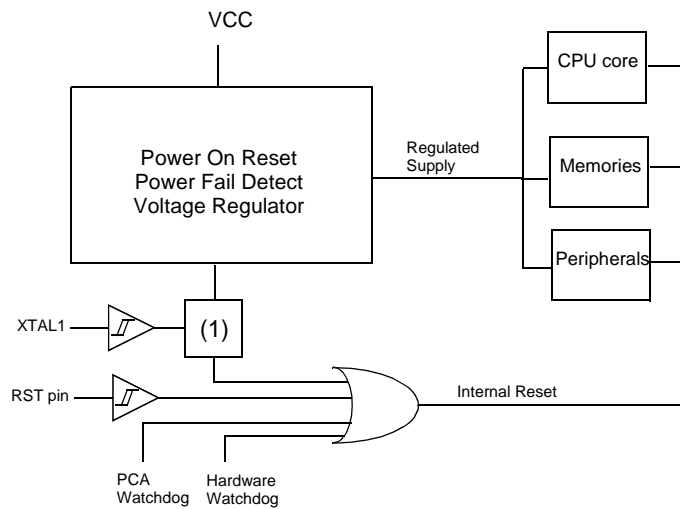 VCC
CPU core
Power On Reset
Power Fail Detect
Voltage Regulator
Regulated
Supply
Memories
Peripherals
XTAL1
(1)
RST pin
Internal Reset
PCA
Watchdog
Hardware
Watchdog